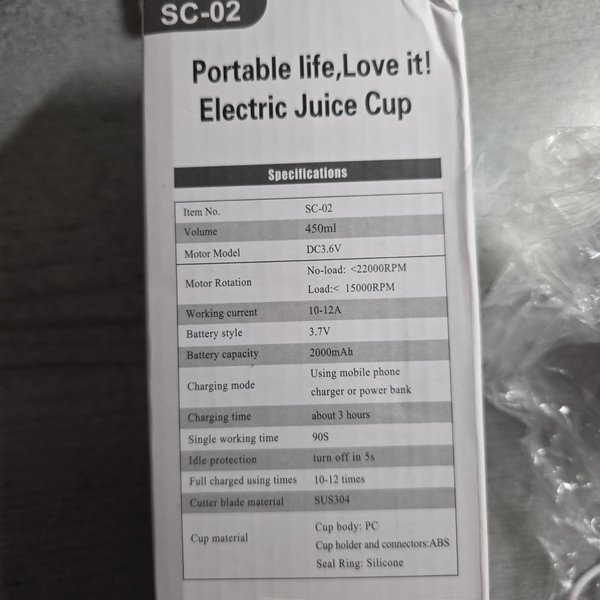 SC-02
Portable life,Love it!
Electric Juice Cup
Specifications
Item No. SC-02
Volume 450ml
Motor Model DC3.6V
Motor Rotation No-load: <22000RPM
Load:< 15000RPM
Working current 10-12A
Battery style 3.7V
Battery capacity 2000mAh
Charging mode Using mobile phone
charger or power bank
Charging time about 3 hours
Single working time 90S
Idle protection turn off in 5s
Full charged using times 10-12 times
Cutter blade material SUS304
Cup material Cup body: PC
Cup holder and connectors:ABS
Seal Ring: Silicone